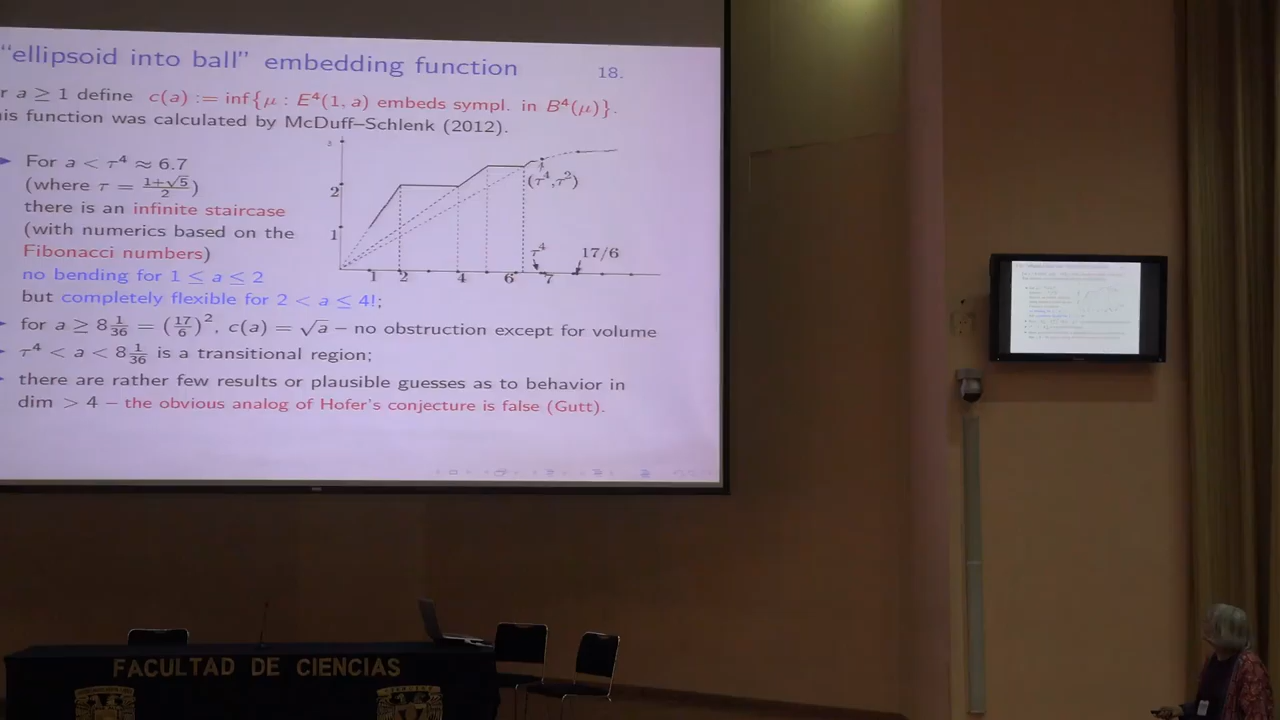 "ellipsoid into ball" embedding function 18.
r a ≥ 1 define c(a) := inf{μ : E⁴(1, a) embeds sympl. in B⁴(μ)}.
is function was calculated by McDuff–Schlenk (2012).
For a < τ⁴ ≈ 6.7
(where τ = (1+√5)/2)
there is an infinite staircase
(with numerics based on the
Fibonacci numbers)
no bending for 1 ≤ a ≤ 2
but completely flexible for 2 < a ≤ 4!;
3
2
1
(τ⁴, τ²)
τ⁴
17/6
1 2 4 6 7
for a ≥ 8 1/36 = (17/6)², c(a) = √a – no obstruction except for volume
τ⁴ < a < 8 1/36 is a transitional region;
there are rather few results or plausible guesses as to behavior in
dim > 4 – the obvious analog of Hofer's conjecture is false (Gutt).
FACULTAD DE CIENCIAS